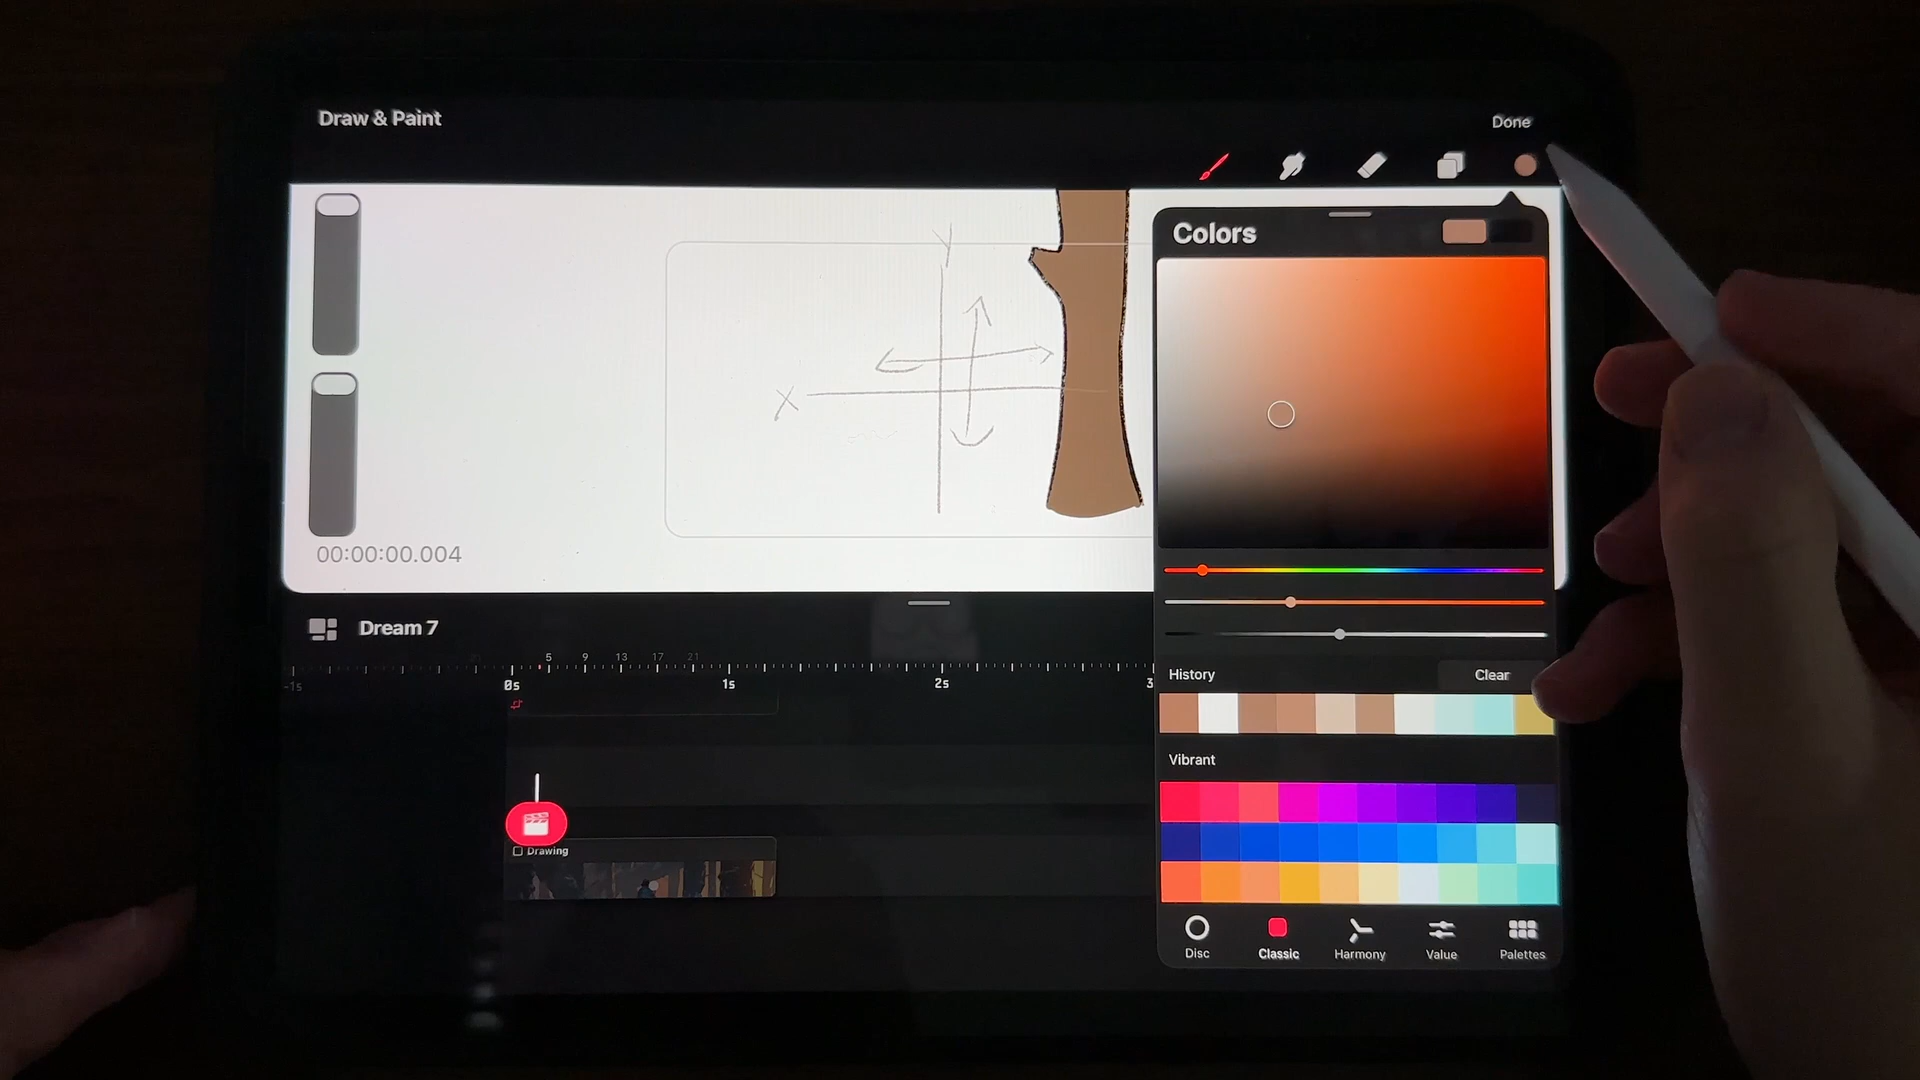 Draw & Paint
Done
Colors
Y
X
00:00:00.004
Dream 7
5 9 13 17 21
-1s 0s 1s 2s 3
History
Clear
Vibrant
Drawing
Disc
Classic
Harmony
Value
Palettes